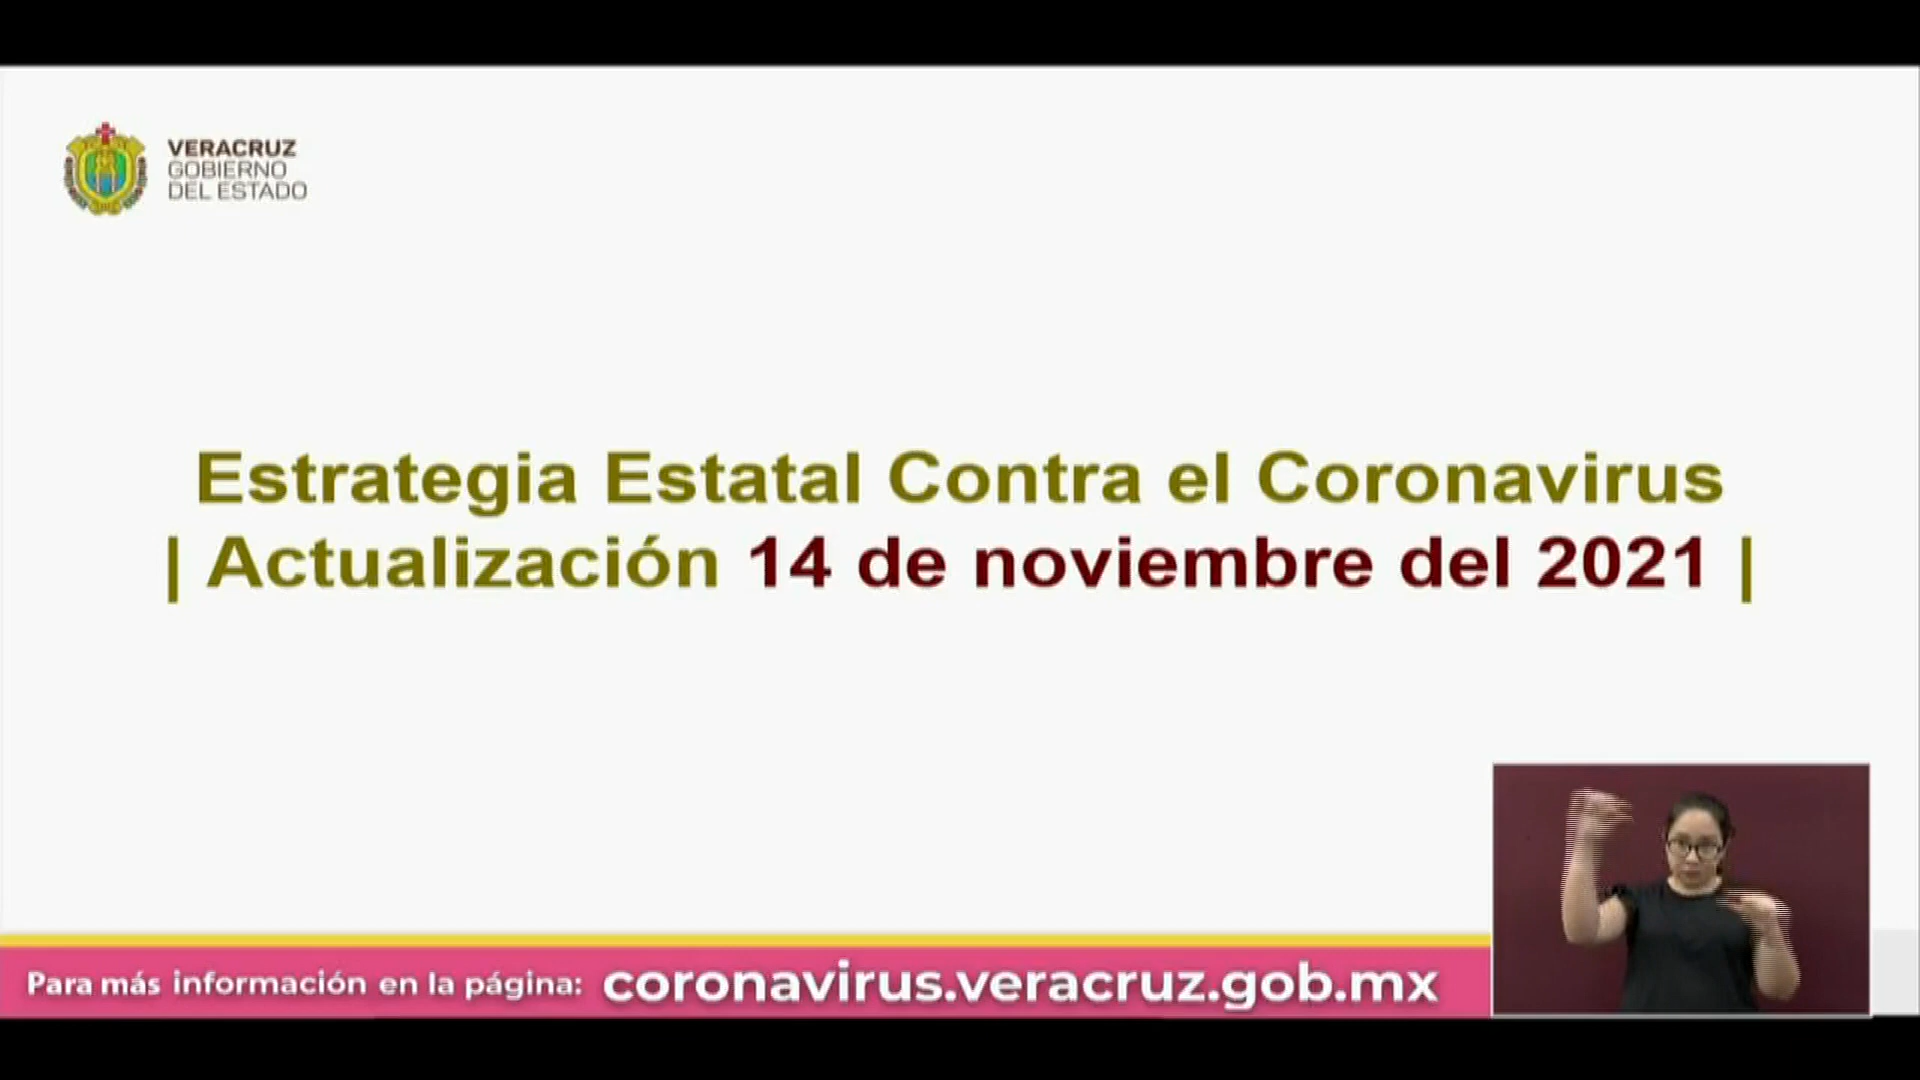 VERACRUZ
GOBIERNO
DEL ESTADO
Estrategia Estatal Contra el Coronavirus
| Actualización 14 de noviembre del 2021 |
Para más información en la página: coronavirus.veracruz.gob.mx